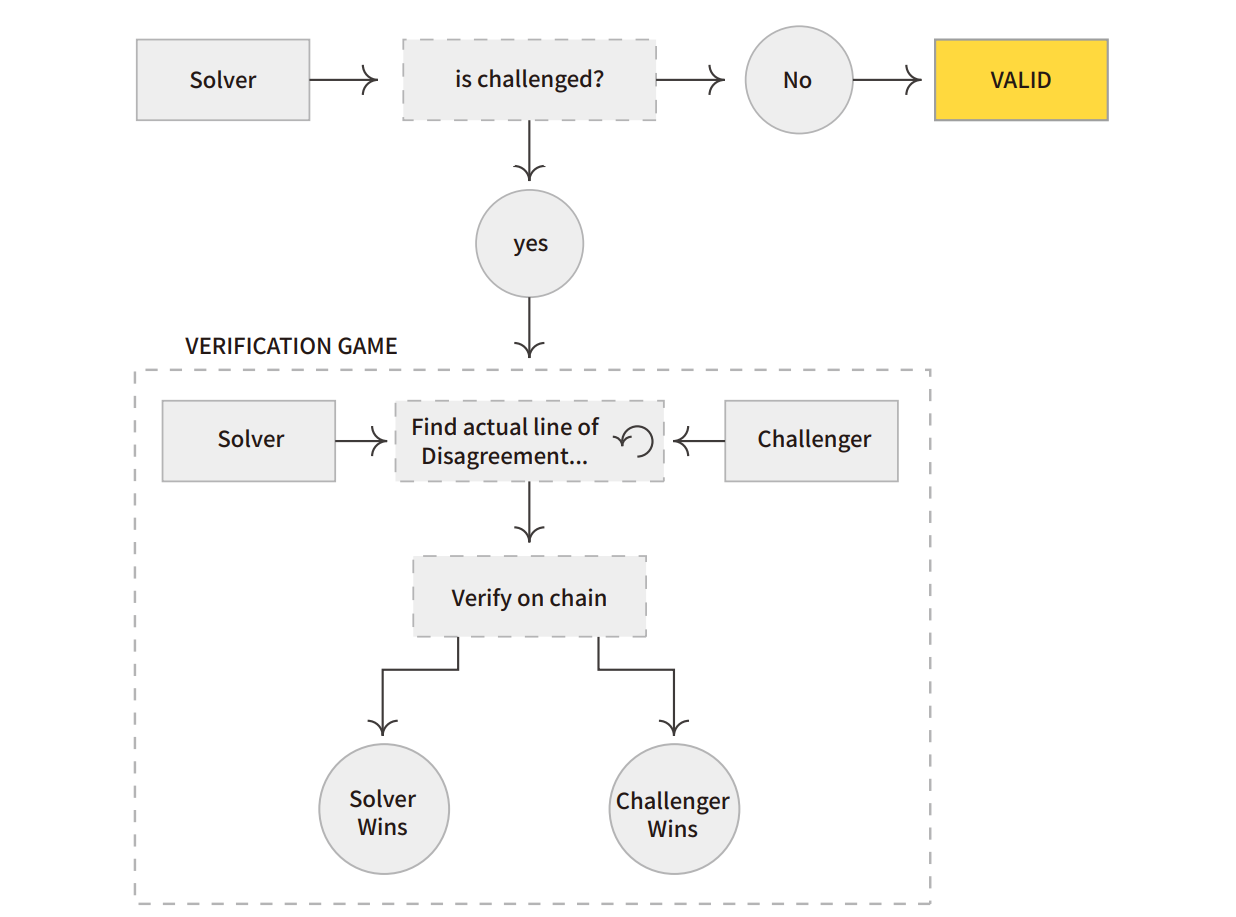 Solver
is challenged?
No
VALID
yes
VERIFICATION GAME
Solver
Find actual line of
Disagreement...
Challenger
Verify on chain
Solver
Wins
Challenger
Wins